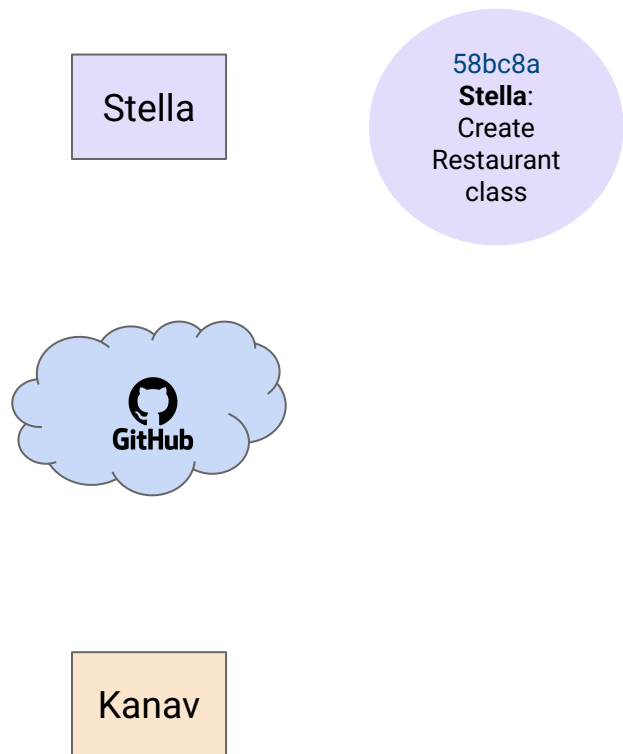 Stella
58bc8a
Stella:
Create
Restaurant
class
GitHub
Kanav